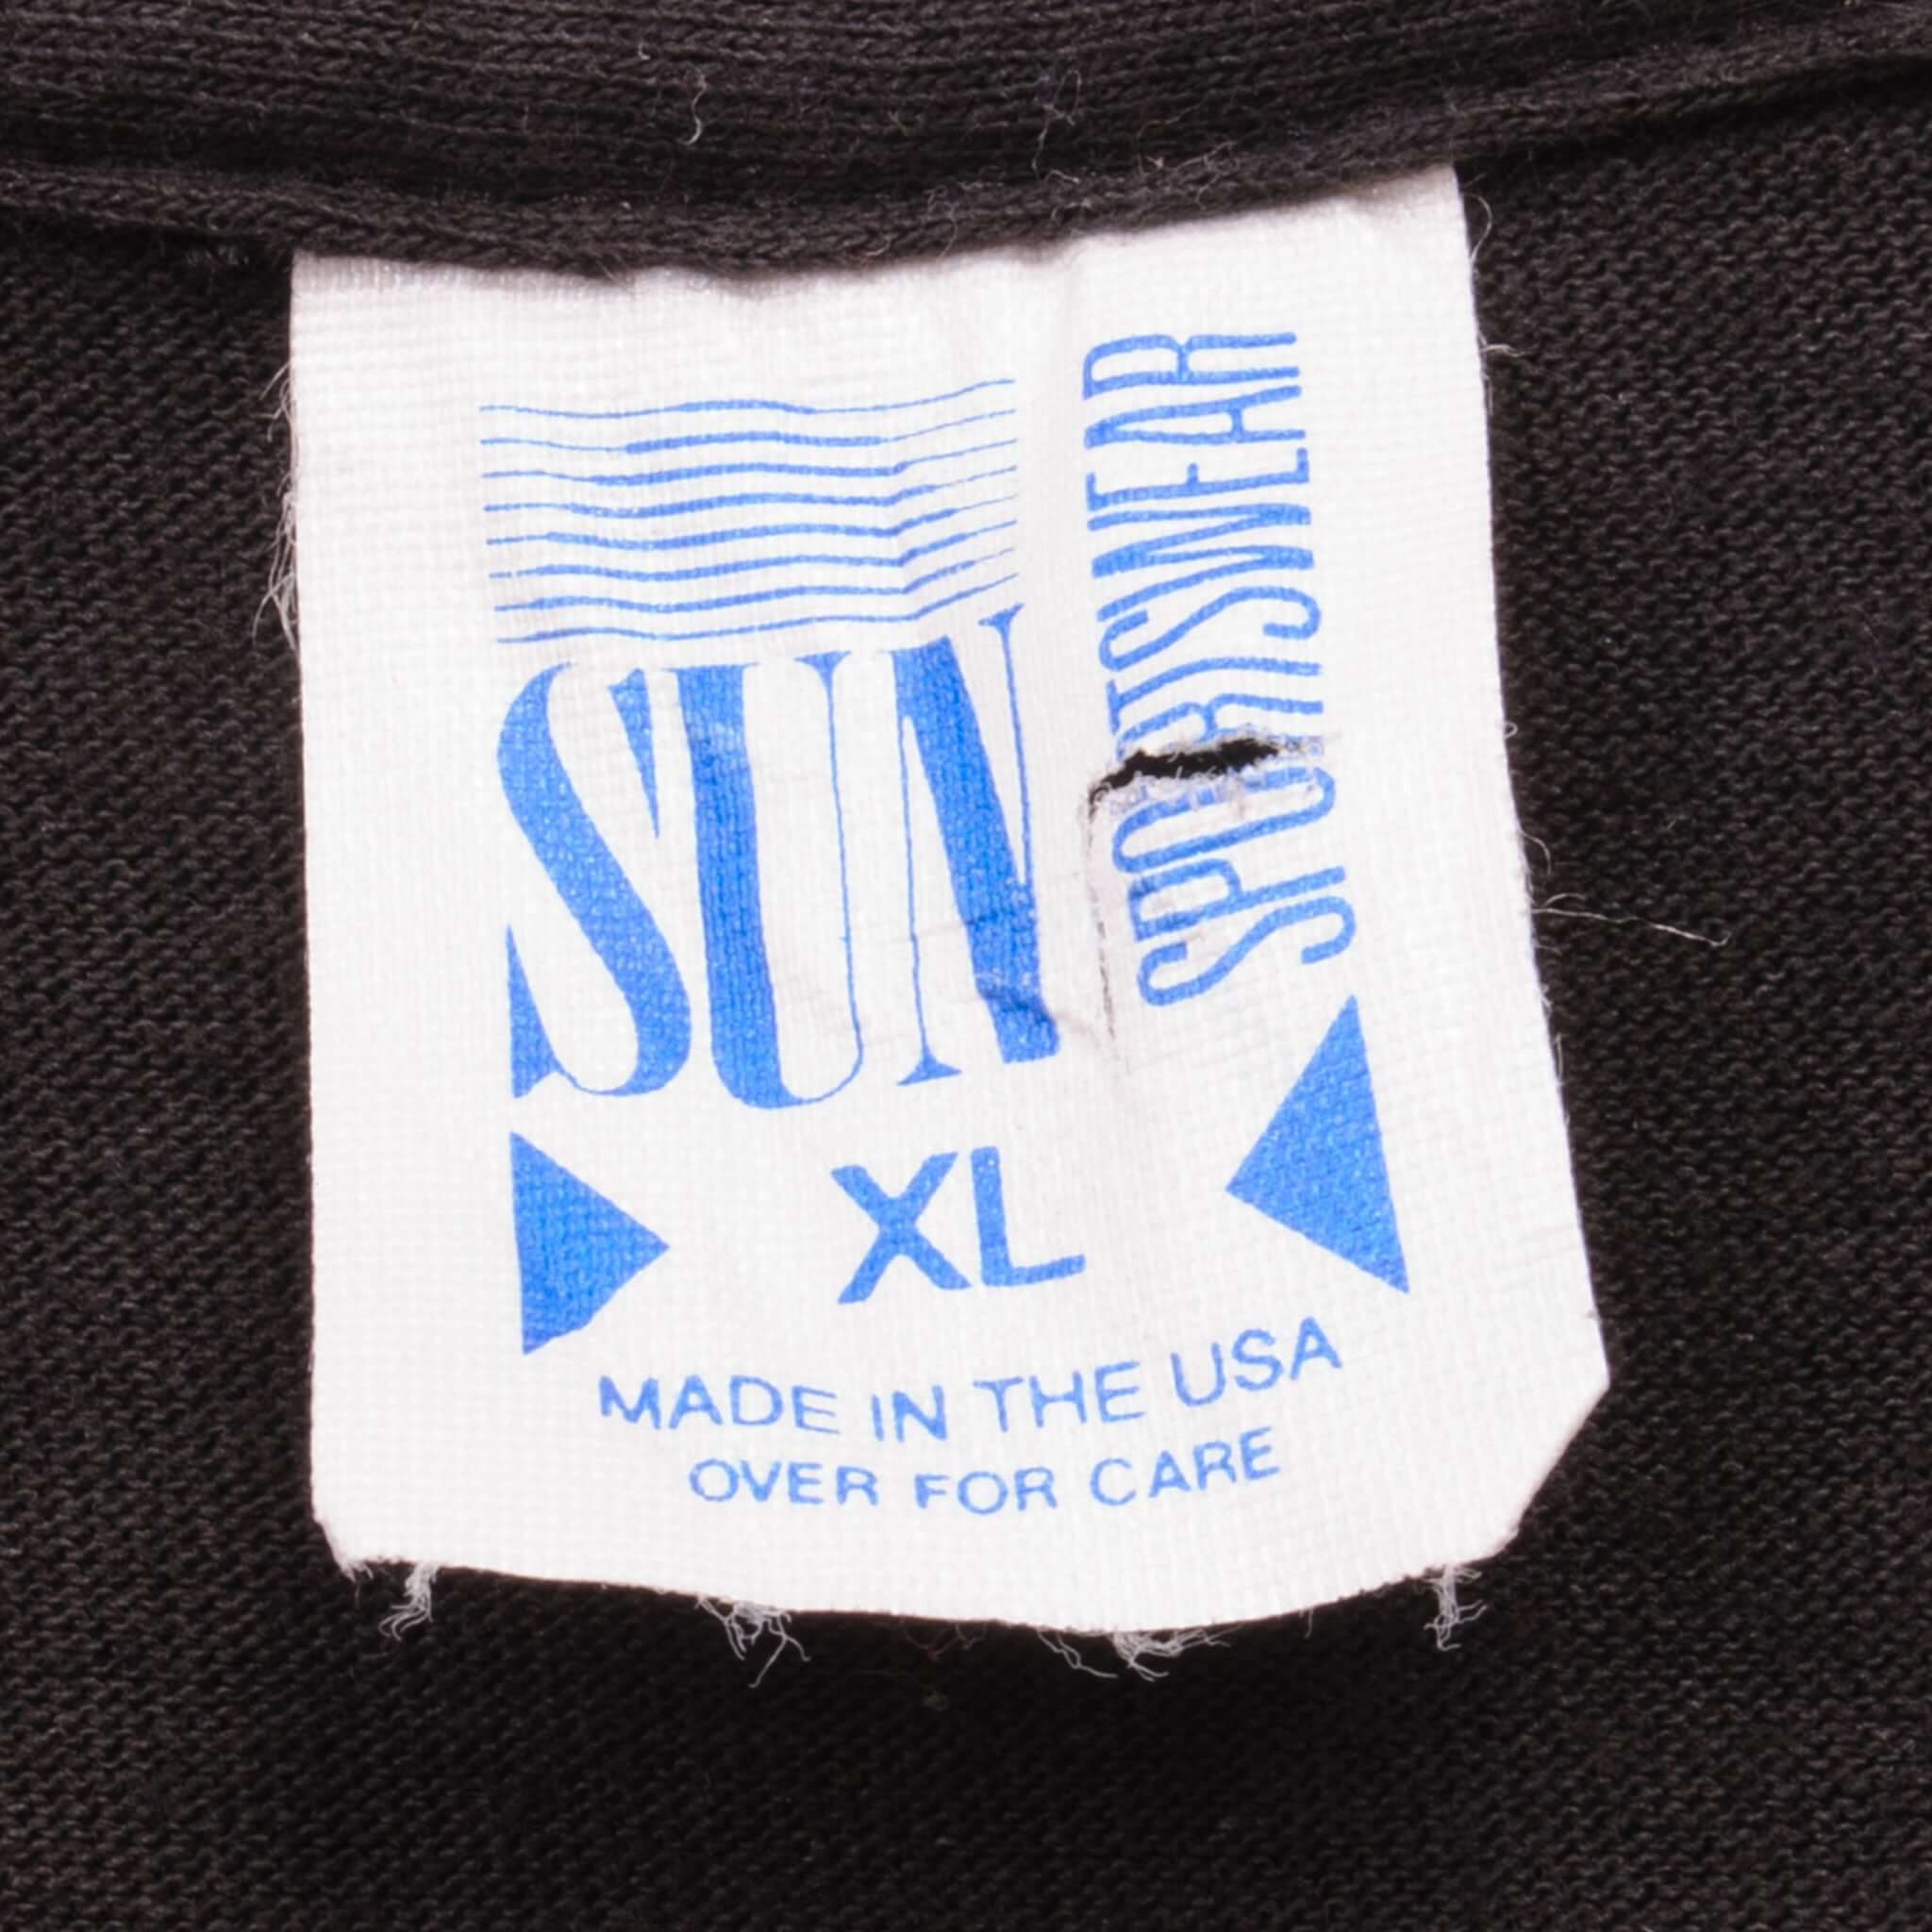 SUN
SPORTSWEAR
XL
MADE IN THE USA
OVER FOR CARE